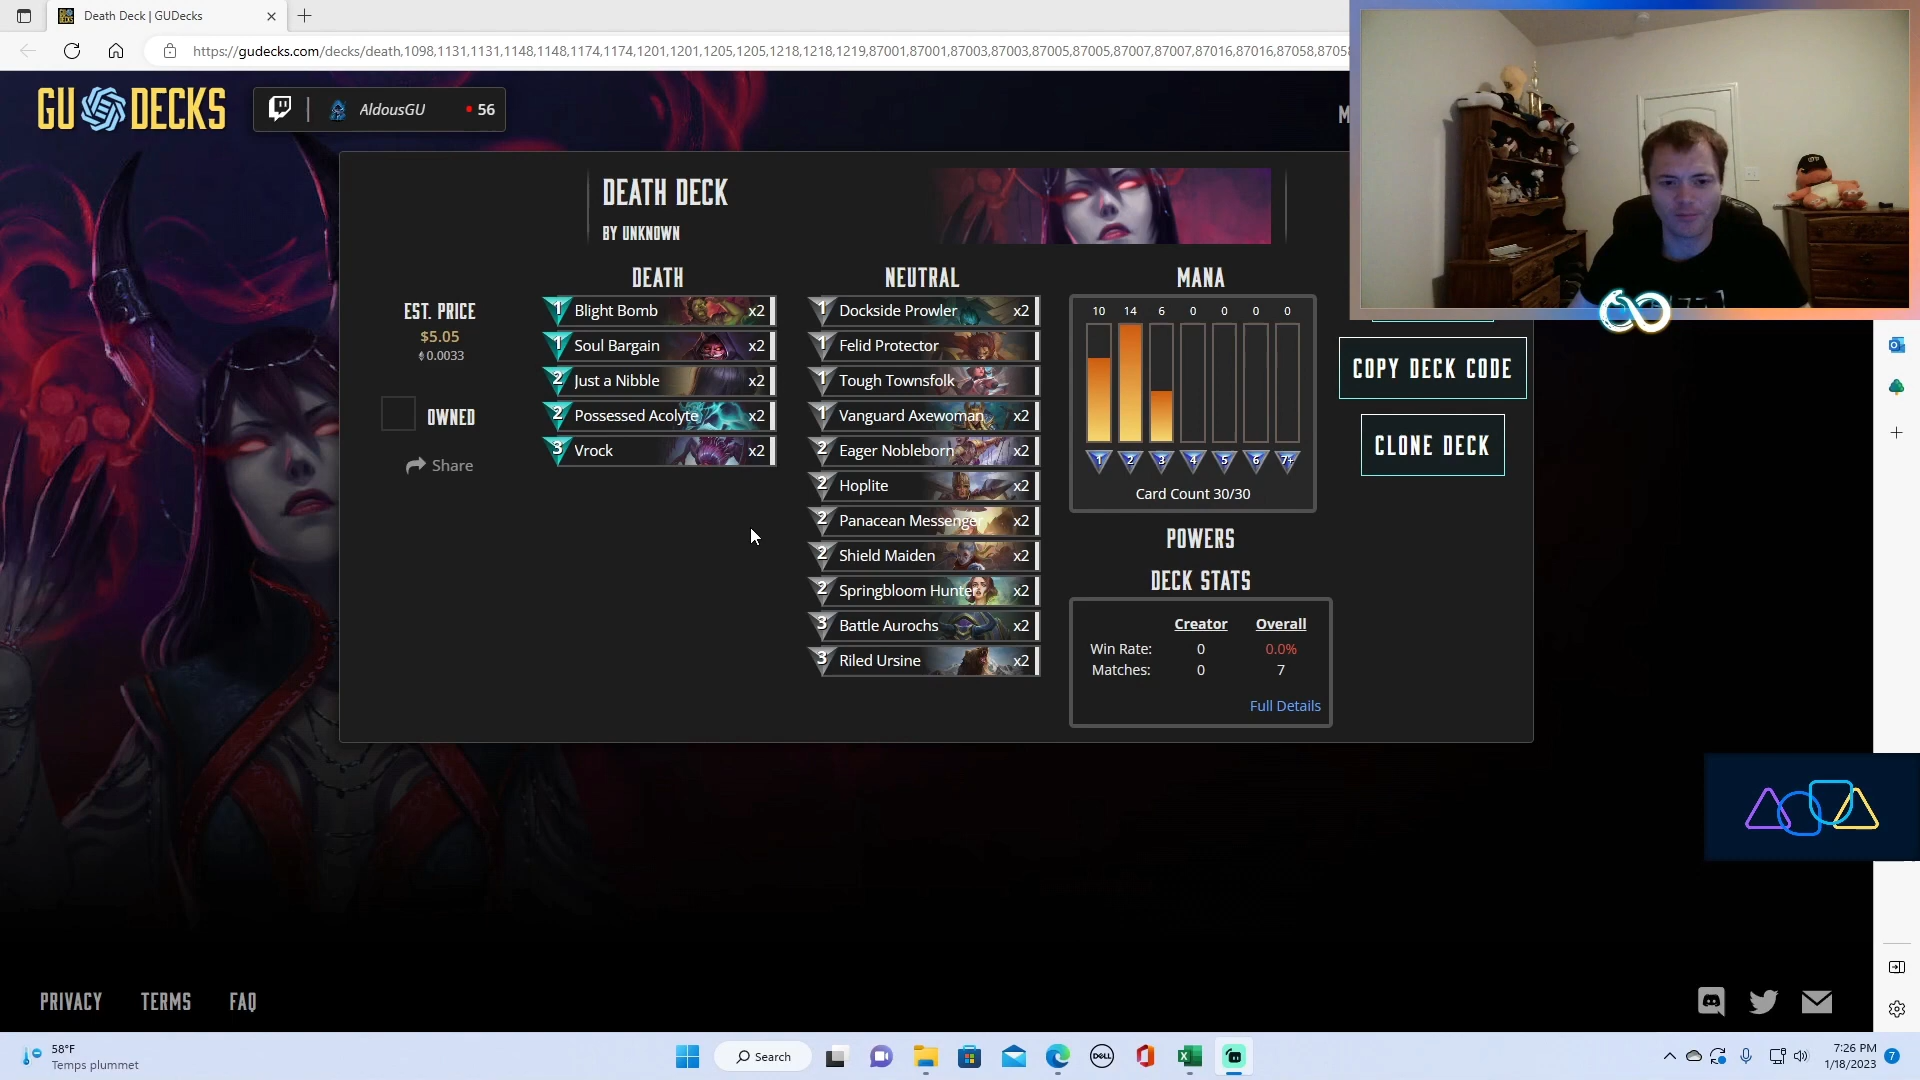 Death Deck | GUDecks
https://gudecks.com/decks/death,1098,1131,1131,1148,1148,1174,1174,1201,1201,1205,1205,1218,1218,1219,87001,87001,87003,87003,87005,87005,87007,87007,87016,87016,87058,8705
GU DECKS
AldousGU
56
M
DEATH DECK
BY UNKNOWN
EST. PRICE
$5.05
0.0033
OWNED
Share
DEATH
1 Blight Bomb x2
1 Soul Bargain x2
2 Just a Nibble x2
2 Possessed Acolyte x2
3 Vrock x2
NEUTRAL
1 Dockside Prowler x2
1 Felid Protector
1 Tough Townsfolk
1 Vanguard Axewoman x2
2 Eager Nobleborn x2
2 Hoplite x2
2 Panacean Messenger x2
2 Shield Maiden x2
2 Springbloom Hunter x2
3 Battle Aurochs x2
3 Riled Ursine x2
MANA
10 14 6 0 0 0 0
1 2 3 4 5 6 7+
Card Count 30/30
POWERS
DECK STATS
Creator Overall
Win Rate: 0 0.0%
Matches: 0 7
Full Details
COPY DECK CODE
CLONE DECK
PRIVACY TERMS FAQ
58°F
Temps plummet
Search
DELL
7:26 PM
1/18/2023
7